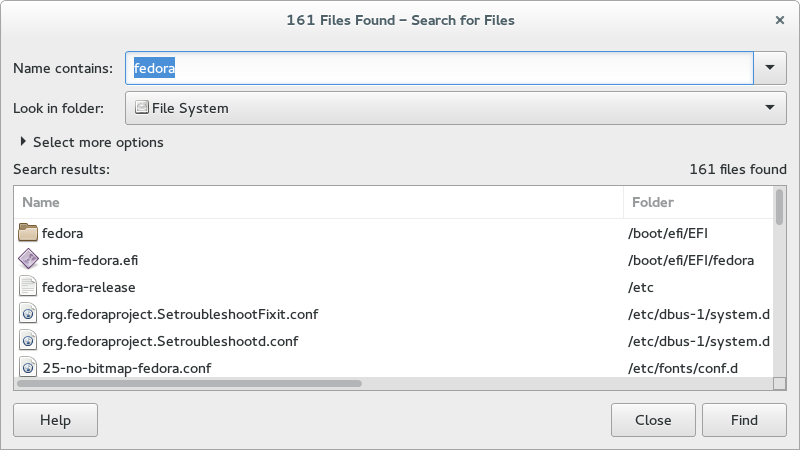 161 Files Found – Search for Files
Name contains: fedora
Look in folder: File System
Select more options
Search results: 161 files found
Name Folder
fedora /boot/efi/EFI
shim-fedora.efi /boot/efi/EFI/fedora
fedora-release /etc
org.fedoraproject.SetroubleshootFixit.conf /etc/dbus-1/system.d
org.fedoraproject.Setroubleshootd.conf /etc/dbus-1/system.d
25-no-bitmap-fedora.conf /etc/fonts/conf.d
Help Close Find